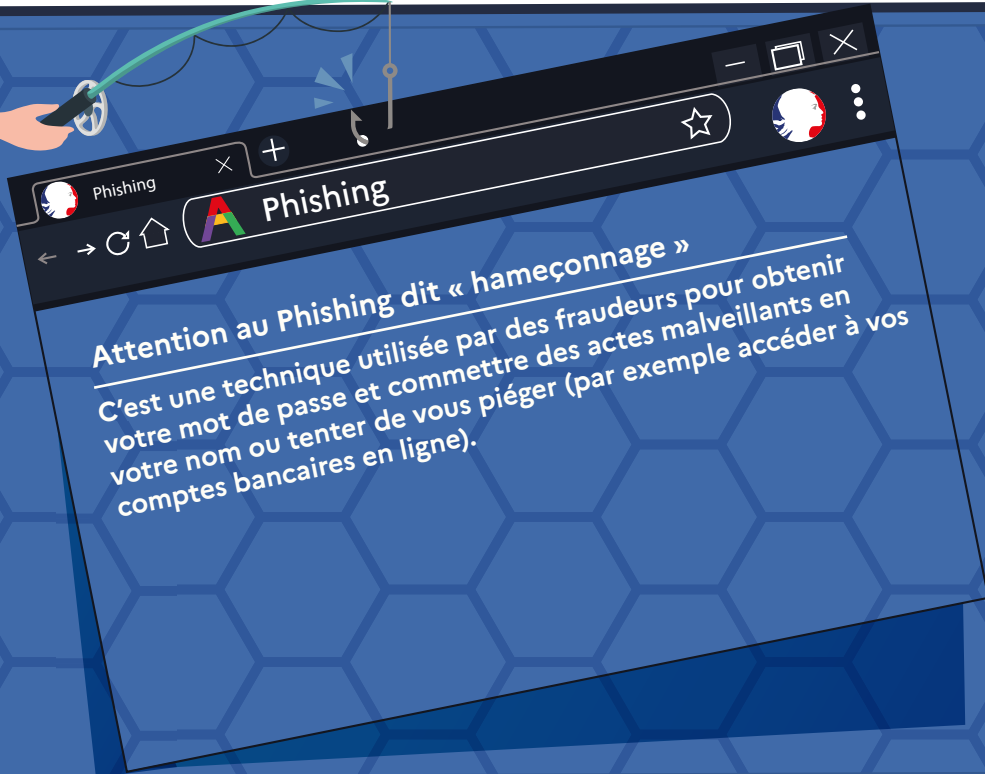 Phishing
Phishing
Attention au Phishing dit « hameçonnage »
C’est une technique utilisée par des fraudeurs pour obtenir
votre mot de passe et commettre des actes malveillants en
votre nom ou tenter de vous piéger (par exemple accéder à vos
comptes bancaires en ligne).